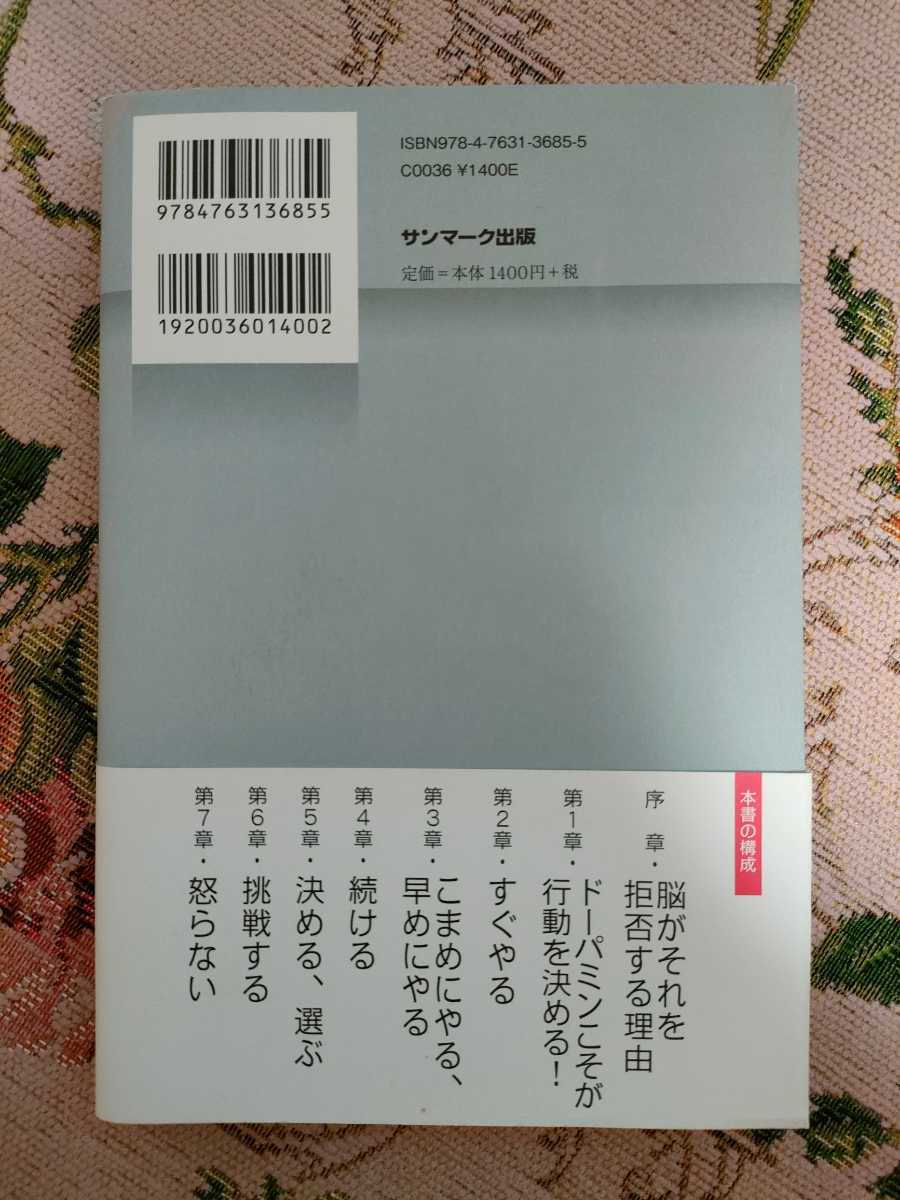 ISBN978-4-7631-3685-5
C0036 ¥1400E
9784763136855
サンマーク出版
定価=本体1400円+税
1920036014002
本書の構成
序 章・脳がそれを
拒否する理由
第1章・ドーパミンこそが
行動を決める!
第2章・すぐやる
第3章・こまめにやる、
早めにやる
第4章・続ける
第5章・決める、選ぶ
第6章・挑戦する
第7章・怒らない